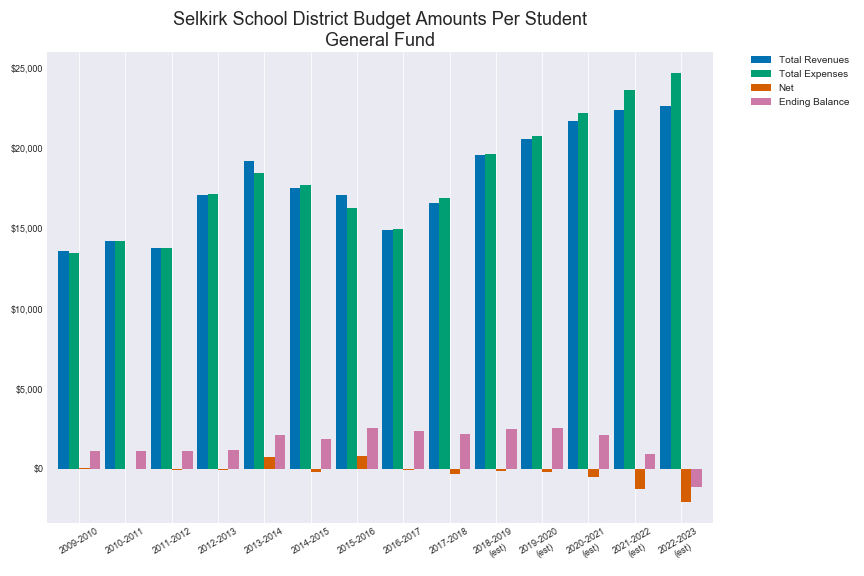 Selkirk School District Budget Amounts Per Student
General Fund
Total Revenues
Total Expenses
Net
Ending Balance
$25,000
$20,000
$15,000
$10,000
$5,000
$0
2009-2010
2010-2011
2011-2012
2012-2013
2013-2014
2014-2015
2015-2016
2016-2017
2017-2018
2018-2019
(est)
2019-2020
(est)
2020-2021
(est)
2021-2022
(est)
2022-2023
(est)